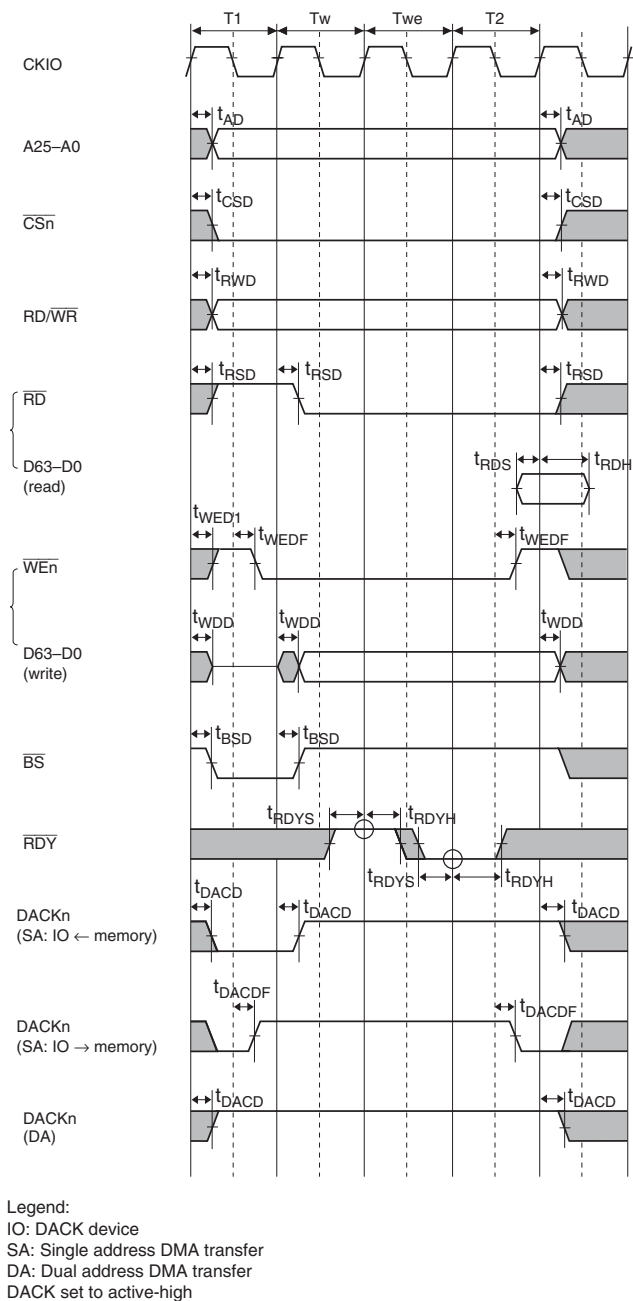 T1 Tw Twe T2
CKIO
tAD tAD
A25–A0
tCSD tCSD
CSn
tRWD tRWD
RD/WR
tRSD tRSD tRSD
RD
tRDS tRDH
D63–D0
(read)
tWED1 tWEDF tWEDF
WEn
tWDD tWDD tWDD
D63–D0
(write)
tBSD tBSD
BS
tRDYS tRDYH
RDY
tRDYS tRDYH
tDACD tDACD tDACD
DACKn
(SA: IO ← memory)
tDACDF tDACDF
DACKn
(SA: IO → memory)
tDACD tDACD
DACKn
(DA)
Legend:
IO: DACK device
SA: Single address DMA transfer
DA: Dual address DMA transfer
DACK set to active-high